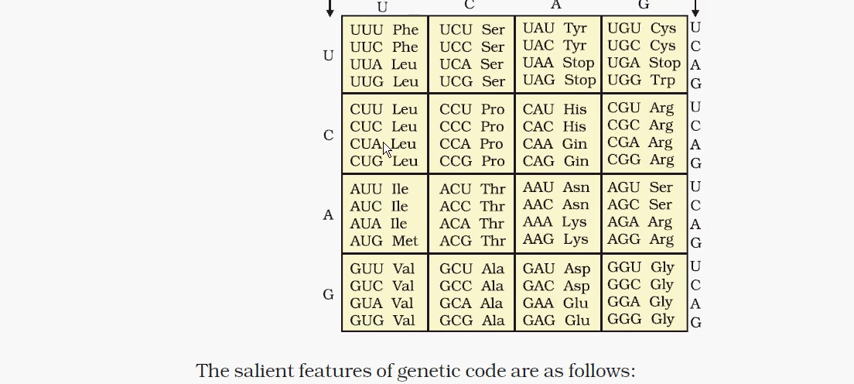 U C A G
UUU Phe UCU Ser UAU Tyr UGU Cys U
UUC Phe UCC Ser UAC Tyr UGC Cys C
U
UUA Leu UCA Ser UAA Stop UGA Stop A
UUG Leu UCG Ser UAG Stop UGG Trp G
CUU Leu CCU Pro CAU His CGU Arg U
CUC Leu CCC Pro CAC His CGC Arg C
C
CUA Leu CCA Pro CAA Gin CGA Arg A
CUG Leu CCG Pro CAG Gin CGG Arg G
AUU Ile ACU Thr AAU Asn AGU Ser U
AUC Ile ACC Thr AAC Asn AGC Ser C
A
AUA Ile ACA Thr AAA Lys AGA Arg A
AUG Met ACG Thr AAG Lys AGG Arg G
GUU Val GCU Ala GAU Asp GGU Gly U
GUC Val GCC Ala GAC Asp GGC Gly C
G
GUA Val GCA Ala GAA Glu GGA Gly A
GUG Val GCG Ala GAG Glu GGG Gly G
The salient features of genetic code are as follows: